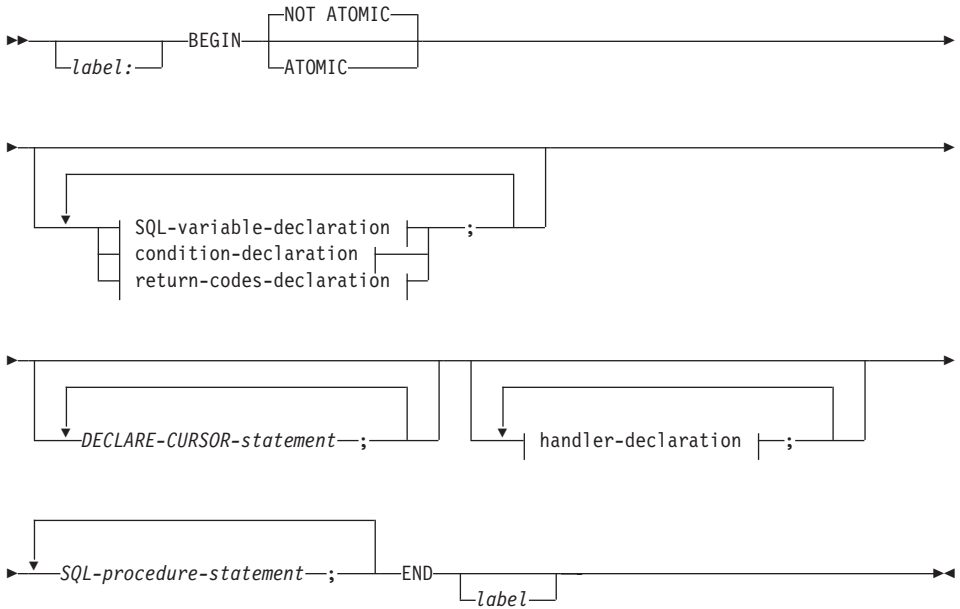 NOT ATOMIC
label: BEGIN
ATOMIC
SQL-variable-declaration ;
condition-declaration
return-codes-declaration
DECLARE-CURSOR-statement ; handler-declaration ;
SQL-procedure-statement ; END
label